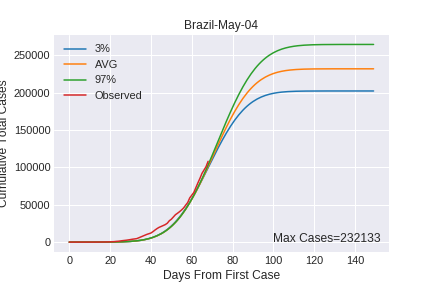 Brazil-May-04
3%
AVG
97%
Observed
250000
200000
150000
100000
50000
0
Cumulative Total Cases
Max Cases=232133
0 20 40 60 80 100 120 140
Days From First Case